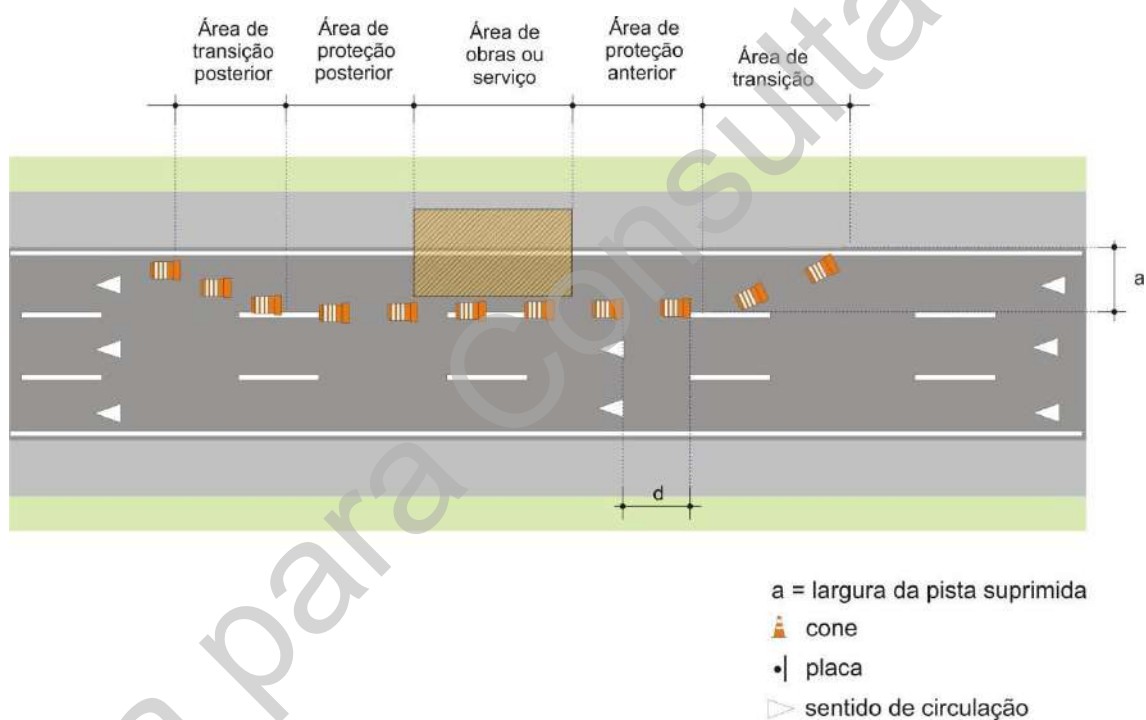 Área de
transição
posterior
Área de
proteção
posterior
Área de
obras ou
serviço
Área de
proteção
anterior
Área de
transição
a
d
a = largura da pista suprimida
cone
placa
sentido de circulação
para Consulta